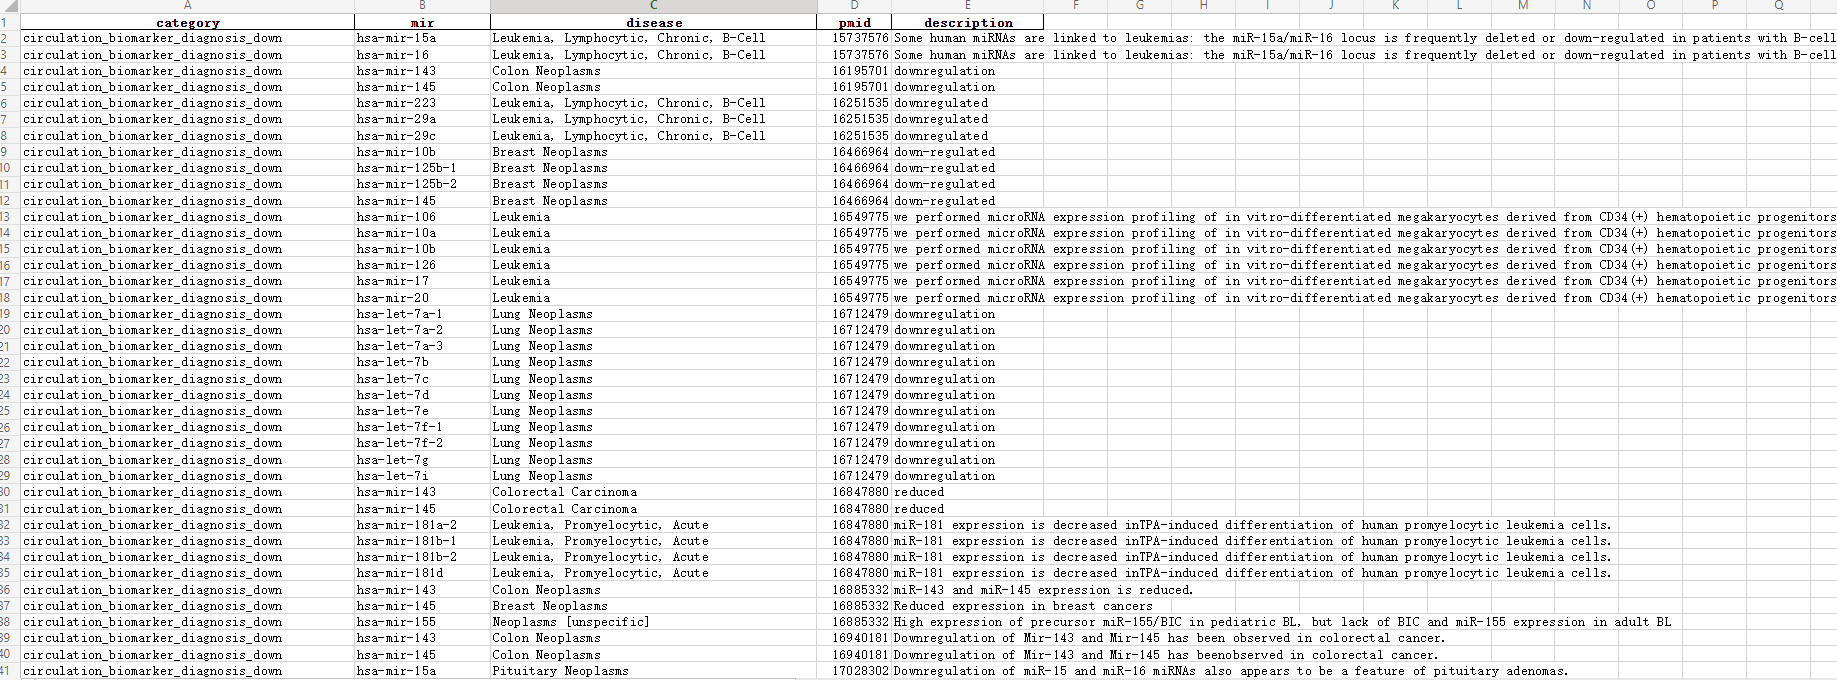 A B C D E F G H I J K L M N O P Q
1 category mir disease pmid description
2 circulation_biomarker_diagnosis_down hsa-mir-15a Leukemia, Lymphocytic, Chronic, B-Cell 15737576 Some human miRNAs are linked to leukemias: the miR-15a/miR-16 locus is frequently deleted or down-regulated in patients with B-cell
3 circulation_biomarker_diagnosis_down hsa-mir-16 Leukemia, Lymphocytic, Chronic, B-Cell 15737576 Some human miRNAs are linked to leukemias: the miR-15a/miR-16 locus is frequently deleted or down-regulated in patients with B-cell
4 circulation_biomarker_diagnosis_down hsa-mir-143 Colon Neoplasms 16195701 downregulation
5 circulation_biomarker_diagnosis_down hsa-mir-145 Colon Neoplasms 16195701 downregulation
6 circulation_biomarker_diagnosis_down hsa-mir-223 Leukemia, Lymphocytic, Chronic, B-Cell 16251535 downregulated
7 circulation_biomarker_diagnosis_down hsa-mir-29a Leukemia, Lymphocytic, Chronic, B-Cell 16251535 downregulated
8 circulation_biomarker_diagnosis_down hsa-mir-29c Leukemia, Lymphocytic, Chronic, B-Cell 16251535 downregulated
9 circulation_biomarker_diagnosis_down hsa-mir-10b Breast Neoplasms 16466964 down-regulated
10 circulation_biomarker_diagnosis_down hsa-mir-125b-1 Breast Neoplasms 16466964 down-regulated
11 circulation_biomarker_diagnosis_down hsa-mir-125b-2 Breast Neoplasms 16466964 down-regulated
12 circulation_biomarker_diagnosis_down hsa-mir-145 Breast Neoplasms 16466964 down-regulated
13 circulation_biomarker_diagnosis_down hsa-mir-106 Leukemia 16549775 we performed microRNA expression profiling of in vitro-differentiated megakaryocytes derived from CD34(+) hematopoietic progenitors
14 circulation_biomarker_diagnosis_down hsa-mir-10a Leukemia 16549775 we performed microRNA expression profiling of in vitro-differentiated megakaryocytes derived from CD34(+) hematopoietic progenitors
15 circulation_biomarker_diagnosis_down hsa-mir-10b Leukemia 16549775 we performed microRNA expression profiling of in vitro-differentiated megakaryocytes derived from CD34(+) hematopoietic progenitors
16 circulation_biomarker_diagnosis_down hsa-mir-126 Leukemia 16549775 we performed microRNA expression profiling of in vitro-differentiated megakaryocytes derived from CD34(+) hematopoietic progenitors
17 circulation_biomarker_diagnosis_down hsa-mir-17 Leukemia 16549775 we performed microRNA expression profiling of in vitro-differentiated megakaryocytes derived from CD34(+) hematopoietic progenitors
18 circulation_biomarker_diagnosis_down hsa-mir-20 Leukemia 16549775 we performed microRNA expression profiling of in vitro-differentiated megakaryocytes derived from CD34(+) hematopoietic progenitors
19 circulation_biomarker_diagnosis_down hsa-let-7a-1 Lung Neoplasms 16712479 downregulation
20 circulation_biomarker_diagnosis_down hsa-let-7a-2 Lung Neoplasms 16712479 downregulation
21 circulation_biomarker_diagnosis_down hsa-let-7a-3 Lung Neoplasms 16712479 downregulation
22 circulation_biomarker_diagnosis_down hsa-let-7b Lung Neoplasms 16712479 downregulation
23 circulation_biomarker_diagnosis_down hsa-let-7c Lung Neoplasms 16712479 downregulation
24 circulation_biomarker_diagnosis_down hsa-let-7d Lung Neoplasms 16712479 downregulation
25 circulation_biomarker_diagnosis_down hsa-let-7e Lung Neoplasms 16712479 downregulation
26 circulation_biomarker_diagnosis_down hsa-let-7f-1 Lung Neoplasms 16712479 downregulation
27 circulation_biomarker_diagnosis_down hsa-let-7f-2 Lung Neoplasms 16712479 downregulation
28 circulation_biomarker_diagnosis_down hsa-let-7g Lung Neoplasms 16712479 downregulation
29 circulation_biomarker_diagnosis_down hsa-let-7i Lung Neoplasms 16712479 downregulation
30 circulation_biomarker_diagnosis_down hsa-mir-143 Colorectal Carcinoma 16847880 reduced
31 circulation_biomarker_diagnosis_down hsa-mir-145 Colorectal Carcinoma 16847880 reduced
32 circulation_biomarker_diagnosis_down hsa-mir-181a-2 Leukemia, Promyelocytic, Acute 16847880 miR-181 expression is decreased inTPA-induced differentiation of human promyelocytic leukemia cells.
33 circulation_biomarker_diagnosis_down hsa-mir-181b-1 Leukemia, Promyelocytic, Acute 16847880 miR-181 expression is decreased inTPA-induced differentiation of human promyelocytic leukemia cells.
34 circulation_biomarker_diagnosis_down hsa-mir-181b-2 Leukemia, Promyelocytic, Acute 16847880 miR-181 expression is decreased inTPA-induced differentiation of human promyelocytic leukemia cells.
35 circulation_biomarker_diagnosis_down hsa-mir-181d Leukemia, Promyelocytic, Acute 16847880 miR-181 expression is decreased inTPA-induced differentiation of human promyelocytic leukemia cells.
36 circulation_biomarker_diagnosis_down hsa-mir-143 Colon Neoplasms 16885332 miR-143 and miR-145 expression is reduced.
37 circulation_biomarker_diagnosis_down hsa-mir-145 Breast Neoplasms 16885332 Reduced expression in breast cancers
38 circulation_biomarker_diagnosis_down hsa-mir-155 Neoplasms [unspecific] 16885332 High expression of precursor miR-155/BIC in pediatric BL, but lack of BIC and miR-155 expression in adult BL
39 circulation_biomarker_diagnosis_down hsa-mir-143 Colon Neoplasms 16940181 Downregulation of Mir-143 and Mir-145 has been observed in colorectal cancer.
40 circulation_biomarker_diagnosis_down hsa-mir-145 Colon Neoplasms 16940181 Downregulation of Mir-143 and Mir-145 has beenobserved in colorectal cancer.
41 circulation_biomarker_diagnosis_down hsa-mir-15a Pituitary Neoplasms 17028302 Downregulation of miR-15 and miR-16 miRNAs also appears to be a feature of pituitary adenomas.